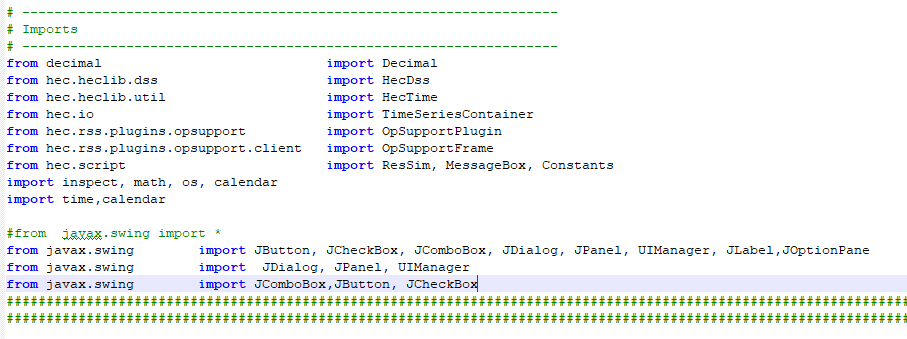 # -------------------------------------------------------------------
# Imports
# -------------------------------------------------------------------
from decimal                            import Decimal
from hec.heclib.dss                     import HecDss
from hec.heclib.util                    import HecTime
from hec.io                             import TimeSeriesContainer
from hec.rss.plugins.opsupport          import OpSupportPlugin
from hec.rss.plugins.opsupport.client   import OpSupportFrame
from hec.script                         import ResSim, MessageBox, Constants
import inspect, math, os, calendar
import time,calendar

#from  javax.swing import *
from javax.swing        import JButton, JCheckBox, JComboBox, JDialog, JPanel, UIManager, JLabel,JOptionPane
from javax.swing        import  JDialog, JPanel, UIManager
from javax.swing        import JComboBox,JButton, JCheckBox
#################################################################################################################
#################################################################################################################